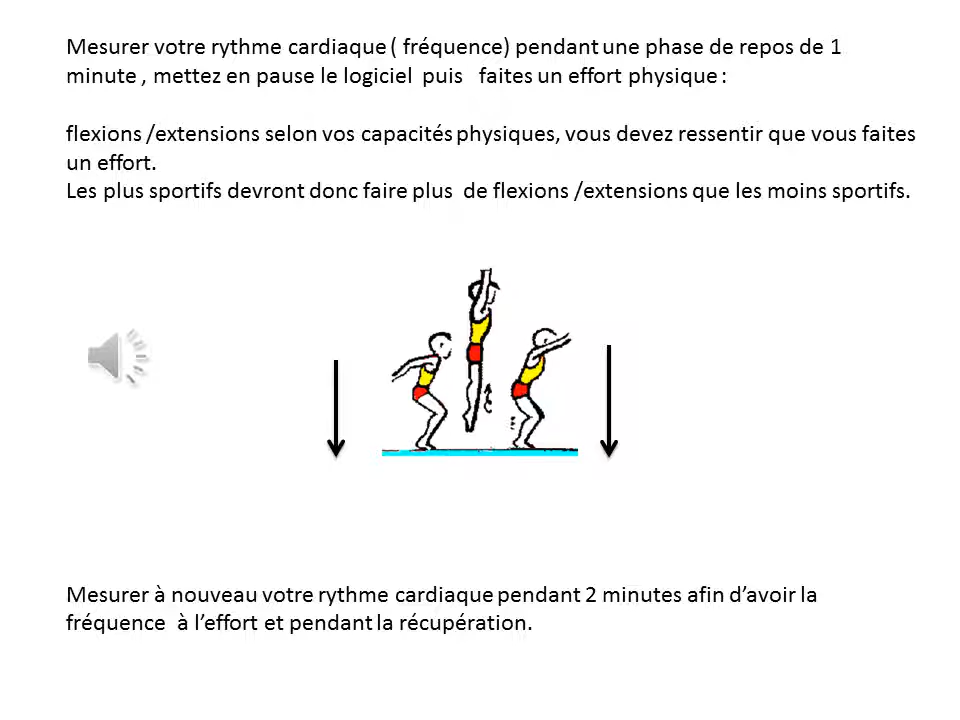 Mesurer votre rythme cardiaque ( fréquence) pendant une phase de repos de 1
minute , mettez en pause le logiciel puis faites un effort physique :
flexions /extensions selon vos capacités physiques, vous devez ressentir que vous faites
un effort.
Les plus sportifs devront donc faire plus de flexions /extensions que les moins sportifs.
Mesurer à nouveau votre rythme cardiaque pendant 2 minutes afin d’avoir la
fréquence à l’effort et pendant la récupération.